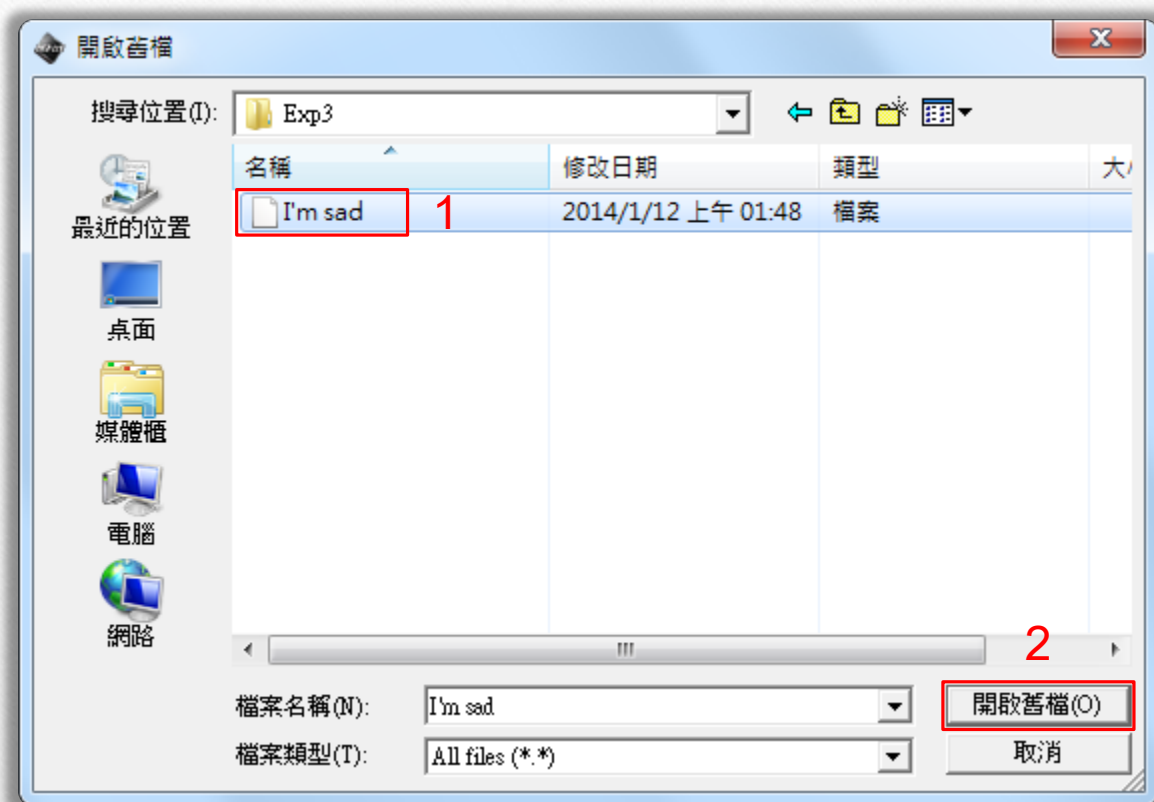 開啟舊檔
搜尋位置(I): Exp3
名稱 修改日期 類型 大小
I'm sad 1 2014/1/12 上午 01:48 檔案
最近的位置
桌面
媒體櫃
電腦
網路
2
檔案名稱(N): I'm sad 開啟舊檔(O)
檔案類型(T): All files (*.*) 取消